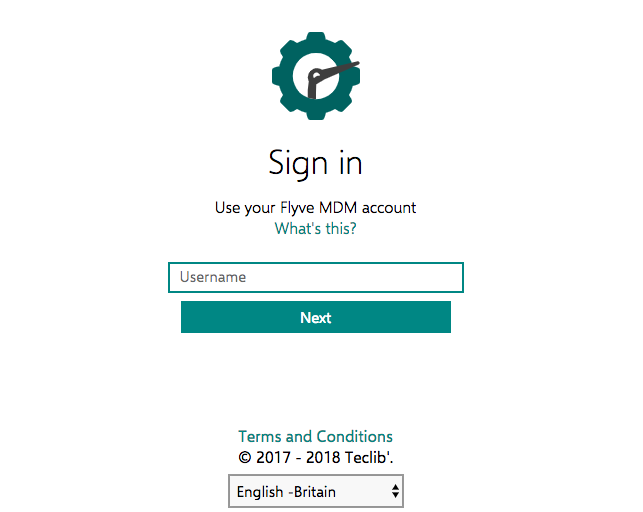 Sign in
Use your Flyve MDM account
What's this?
Username
Next
Terms and Conditions
© 2017 - 2018 Teclib'.
English -Britain